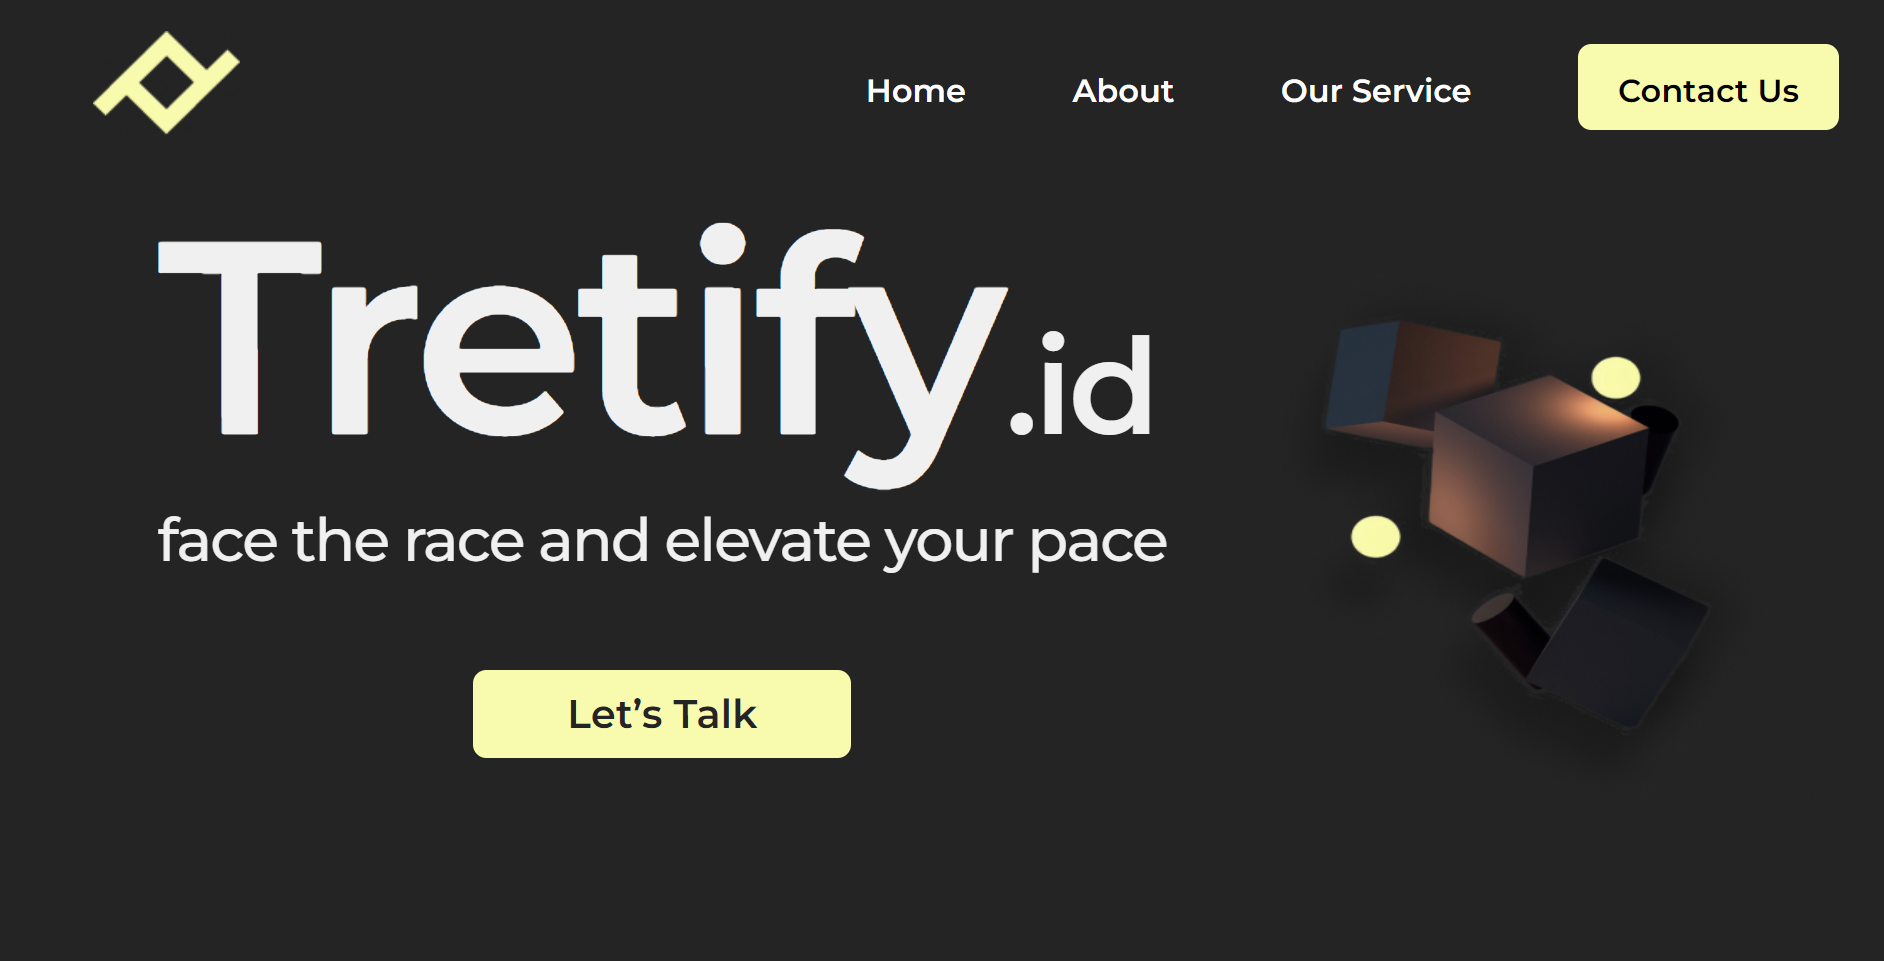 Home
About
Our Service
Contact Us
Tretify.id
face the race and elevate your pace
Let’s Talk